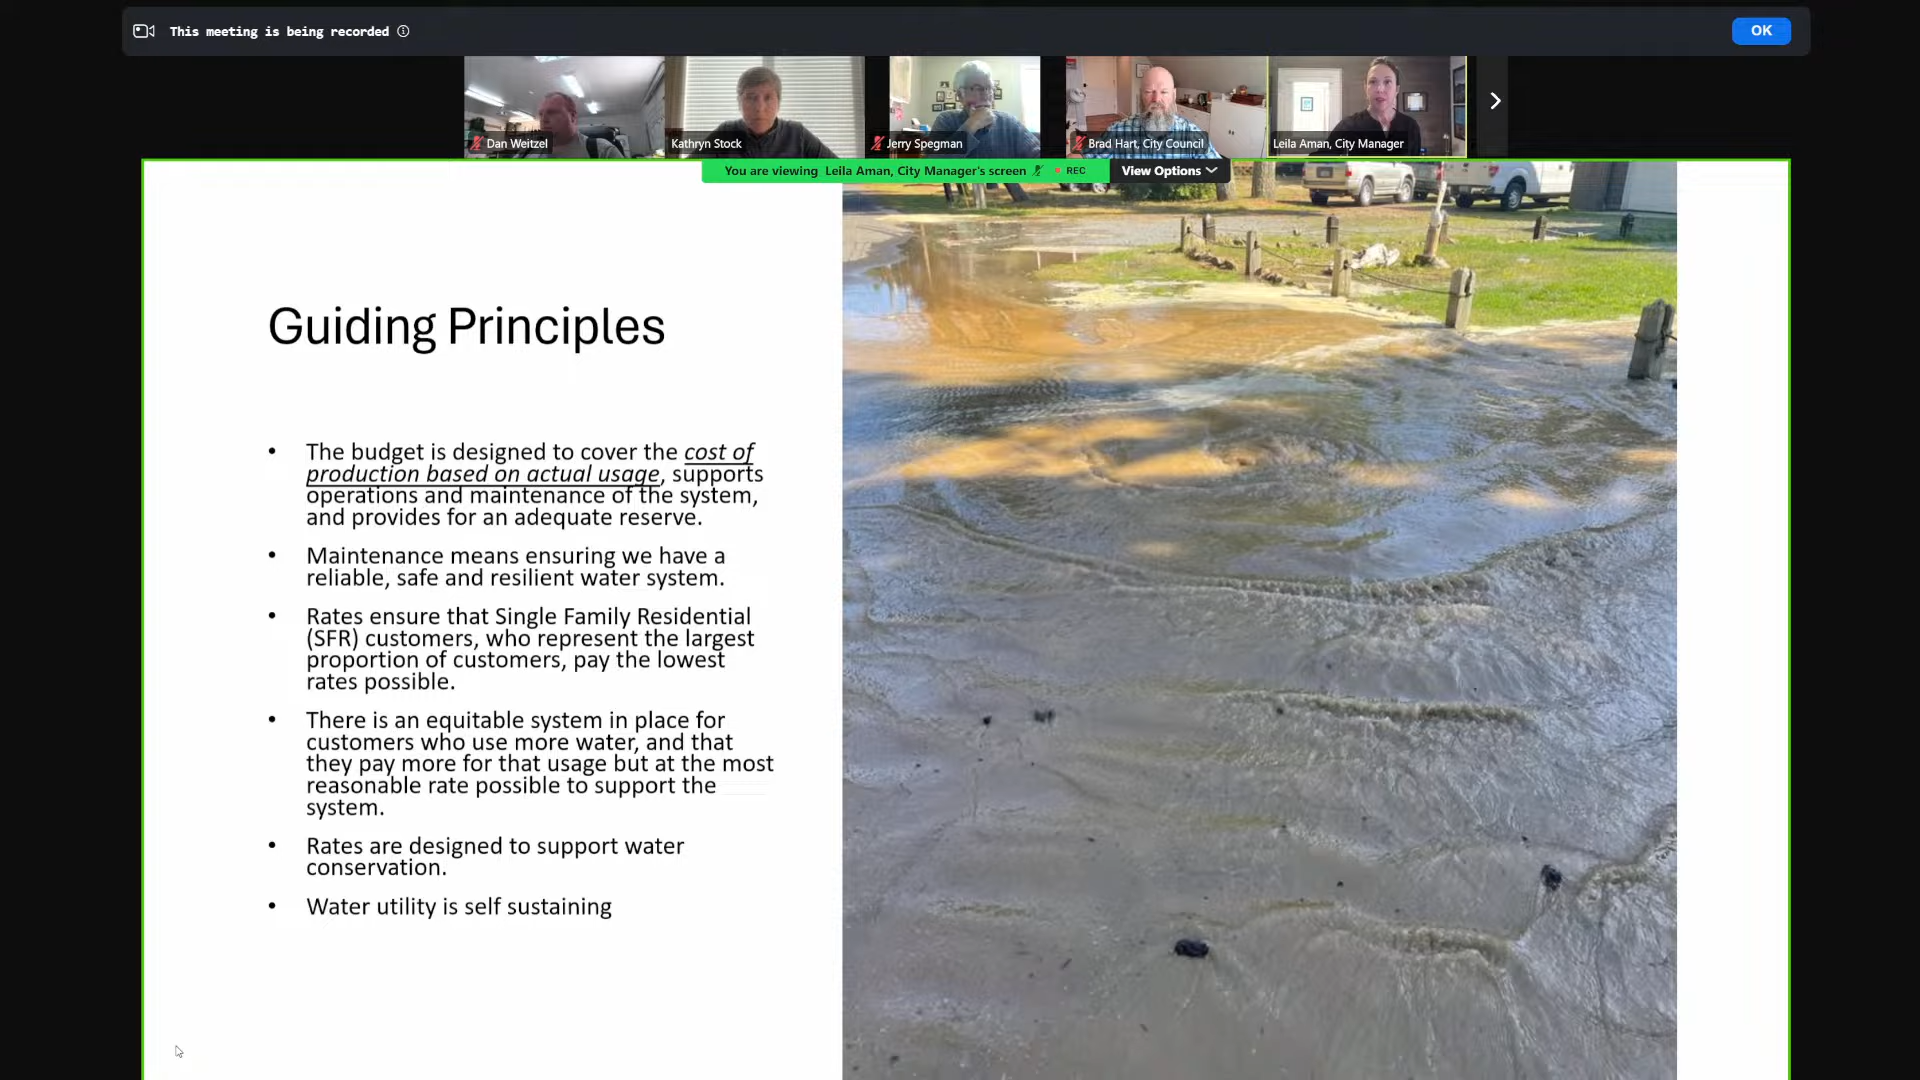 This meeting is being recorded
OK
Dan Weitzel
Kathryn Stock
Jerry Spegman
Brad Hart, City Council
Leila Aman, City Manager
You are viewing Leila Aman, City Manager's screen
REC
View Options
Guiding Principles
• The budget is designed to cover the cost of
production based on actual usage, supports
operations and maintenance of the system,
and provides for an adequate reserve.
• Maintenance means ensuring we have a
reliable, safe and resilient water system.
• Rates ensure that Single Family Residential
(SFR) customers, who represent the largest
proportion of customers, pay the lowest
rates possible.
• There is an equitable system in place for
customers who use more water, and that
they pay more for that usage but at the most
reasonable rate possible to support the
system.
• Rates are designed to support water
conservation.
• Water utility is self sustaining